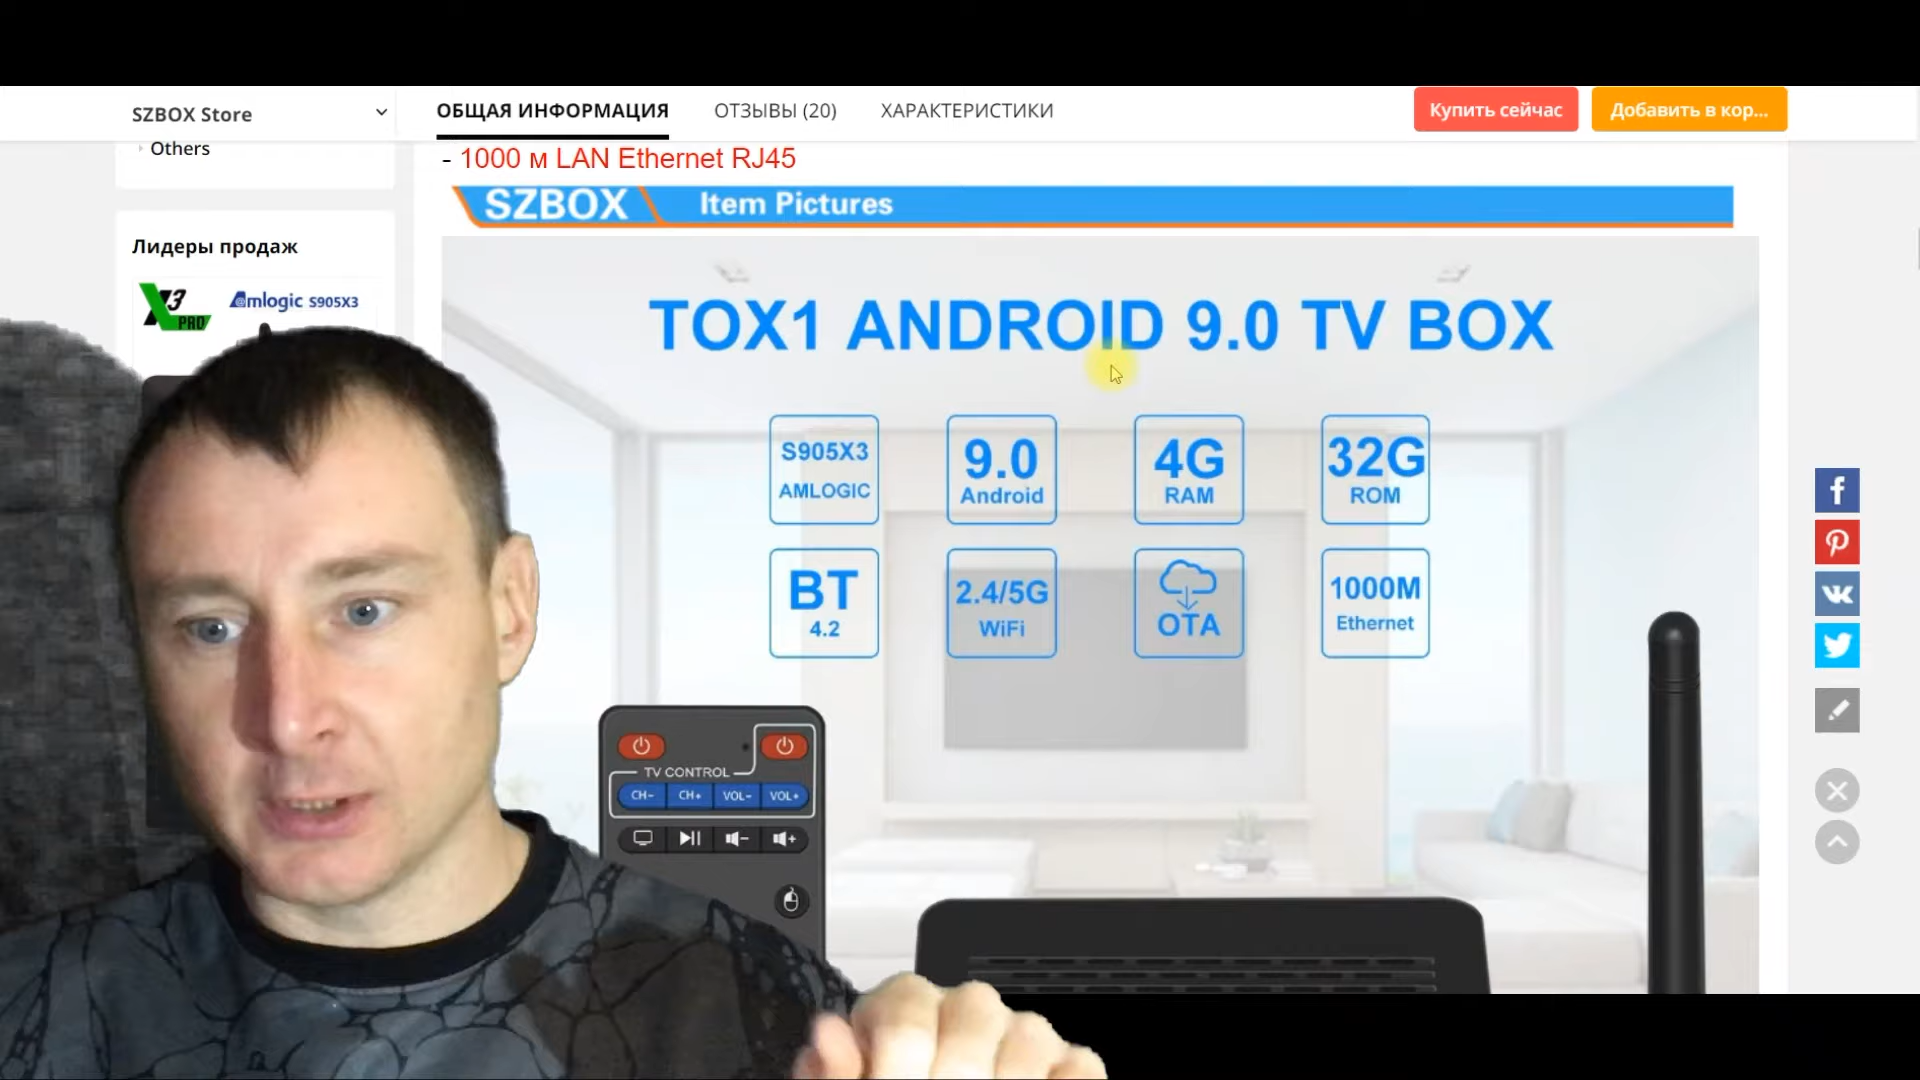 SZBOX Store
ОБЩАЯ ИНФОРМАЦИЯ
ОТЗЫВЫ (20)
ХАРАКТЕРИСТИКИ
Купить сейчас
Добавить в кор...
Others
- 1000 м LAN Ethernet RJ45
SZBOX Item Pictures
Лидеры продаж
X3 PRO
Amlogic S905X3
TOX1 ANDROID 9.0 TV BOX
S905X3
AMLOGIC
9.0
Android
4G
RAM
32G
ROM
BT
4.2
2.4/5G
WiFi
OTA
1000M
Ethernet
TV CONTROL
CH- CH+ VOL- VOL+